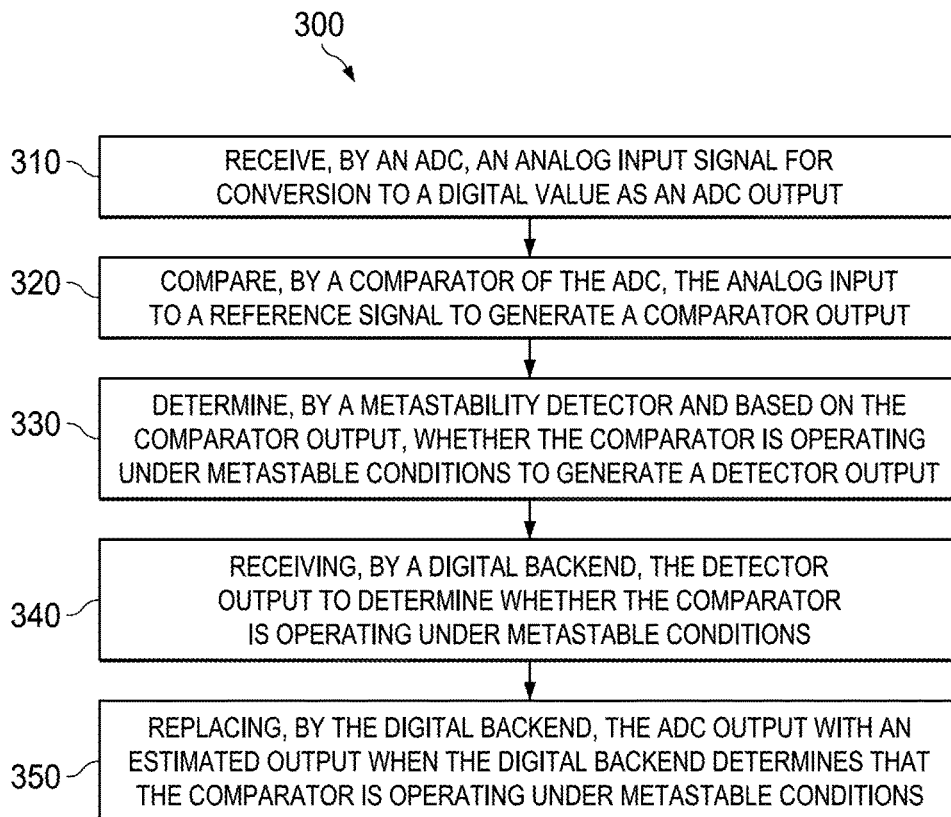 300
310
RECEIVE, BY AN ADC, AN ANALOG INPUT SIGNAL FOR
CONVERSION TO A DIGITAL VALUE AS AN ADC OUTPUT
320
COMPARE, BY A COMPARATOR OF THE ADC, THE ANALOG INPUT
TO A REFERENCE SIGNAL TO GENERATE A COMPARATOR OUTPUT
330
DETERMINE, BY A METASTABILITY DETECTOR AND BASED ON THE
COMPARATOR OUTPUT, WHETHER THE COMPARATOR IS OPERATING
UNDER METASTABLE CONDITIONS TO GENERATE A DETECTOR OUTPUT
340
RECEIVING, BY A DIGITAL BACKEND, THE DETECTOR
OUTPUT TO DETERMINE WHETHER THE COMPARATOR
IS OPERATING UNDER METASTABLE CONDITIONS
350
REPLACING, BY THE DIGITAL BACKEND, THE ADC OUTPUT WITH AN
ESTIMATED OUTPUT WHEN THE DIGITAL BACKEND DETERMINES THAT
THE COMPARATOR IS OPERATING UNDER METASTABLE CONDITIONS